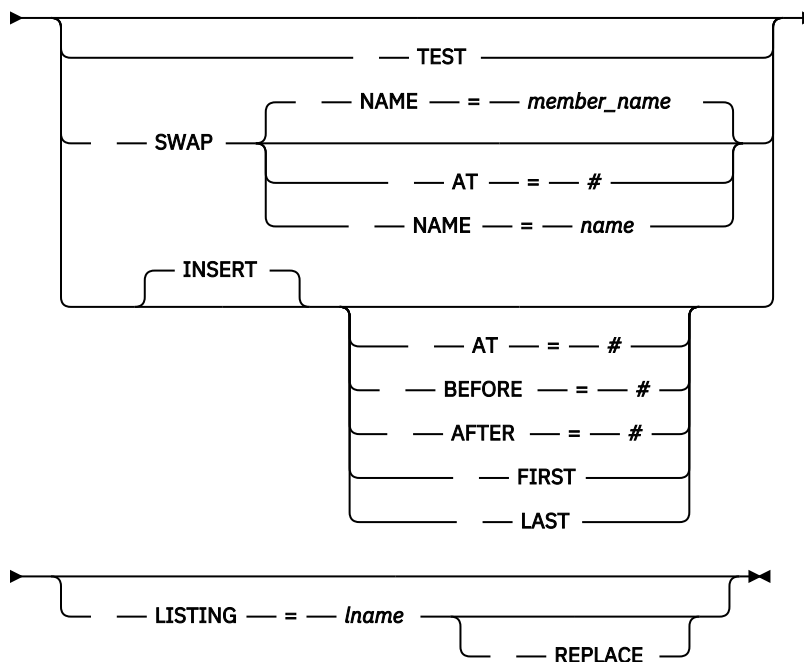 TEST
NAME = member_name
SWAP
AT = #
NAME = name
INSERT
AT = #
BEFORE = #
AFTER = #
FIRST
LAST
LISTING = lname
REPLACE